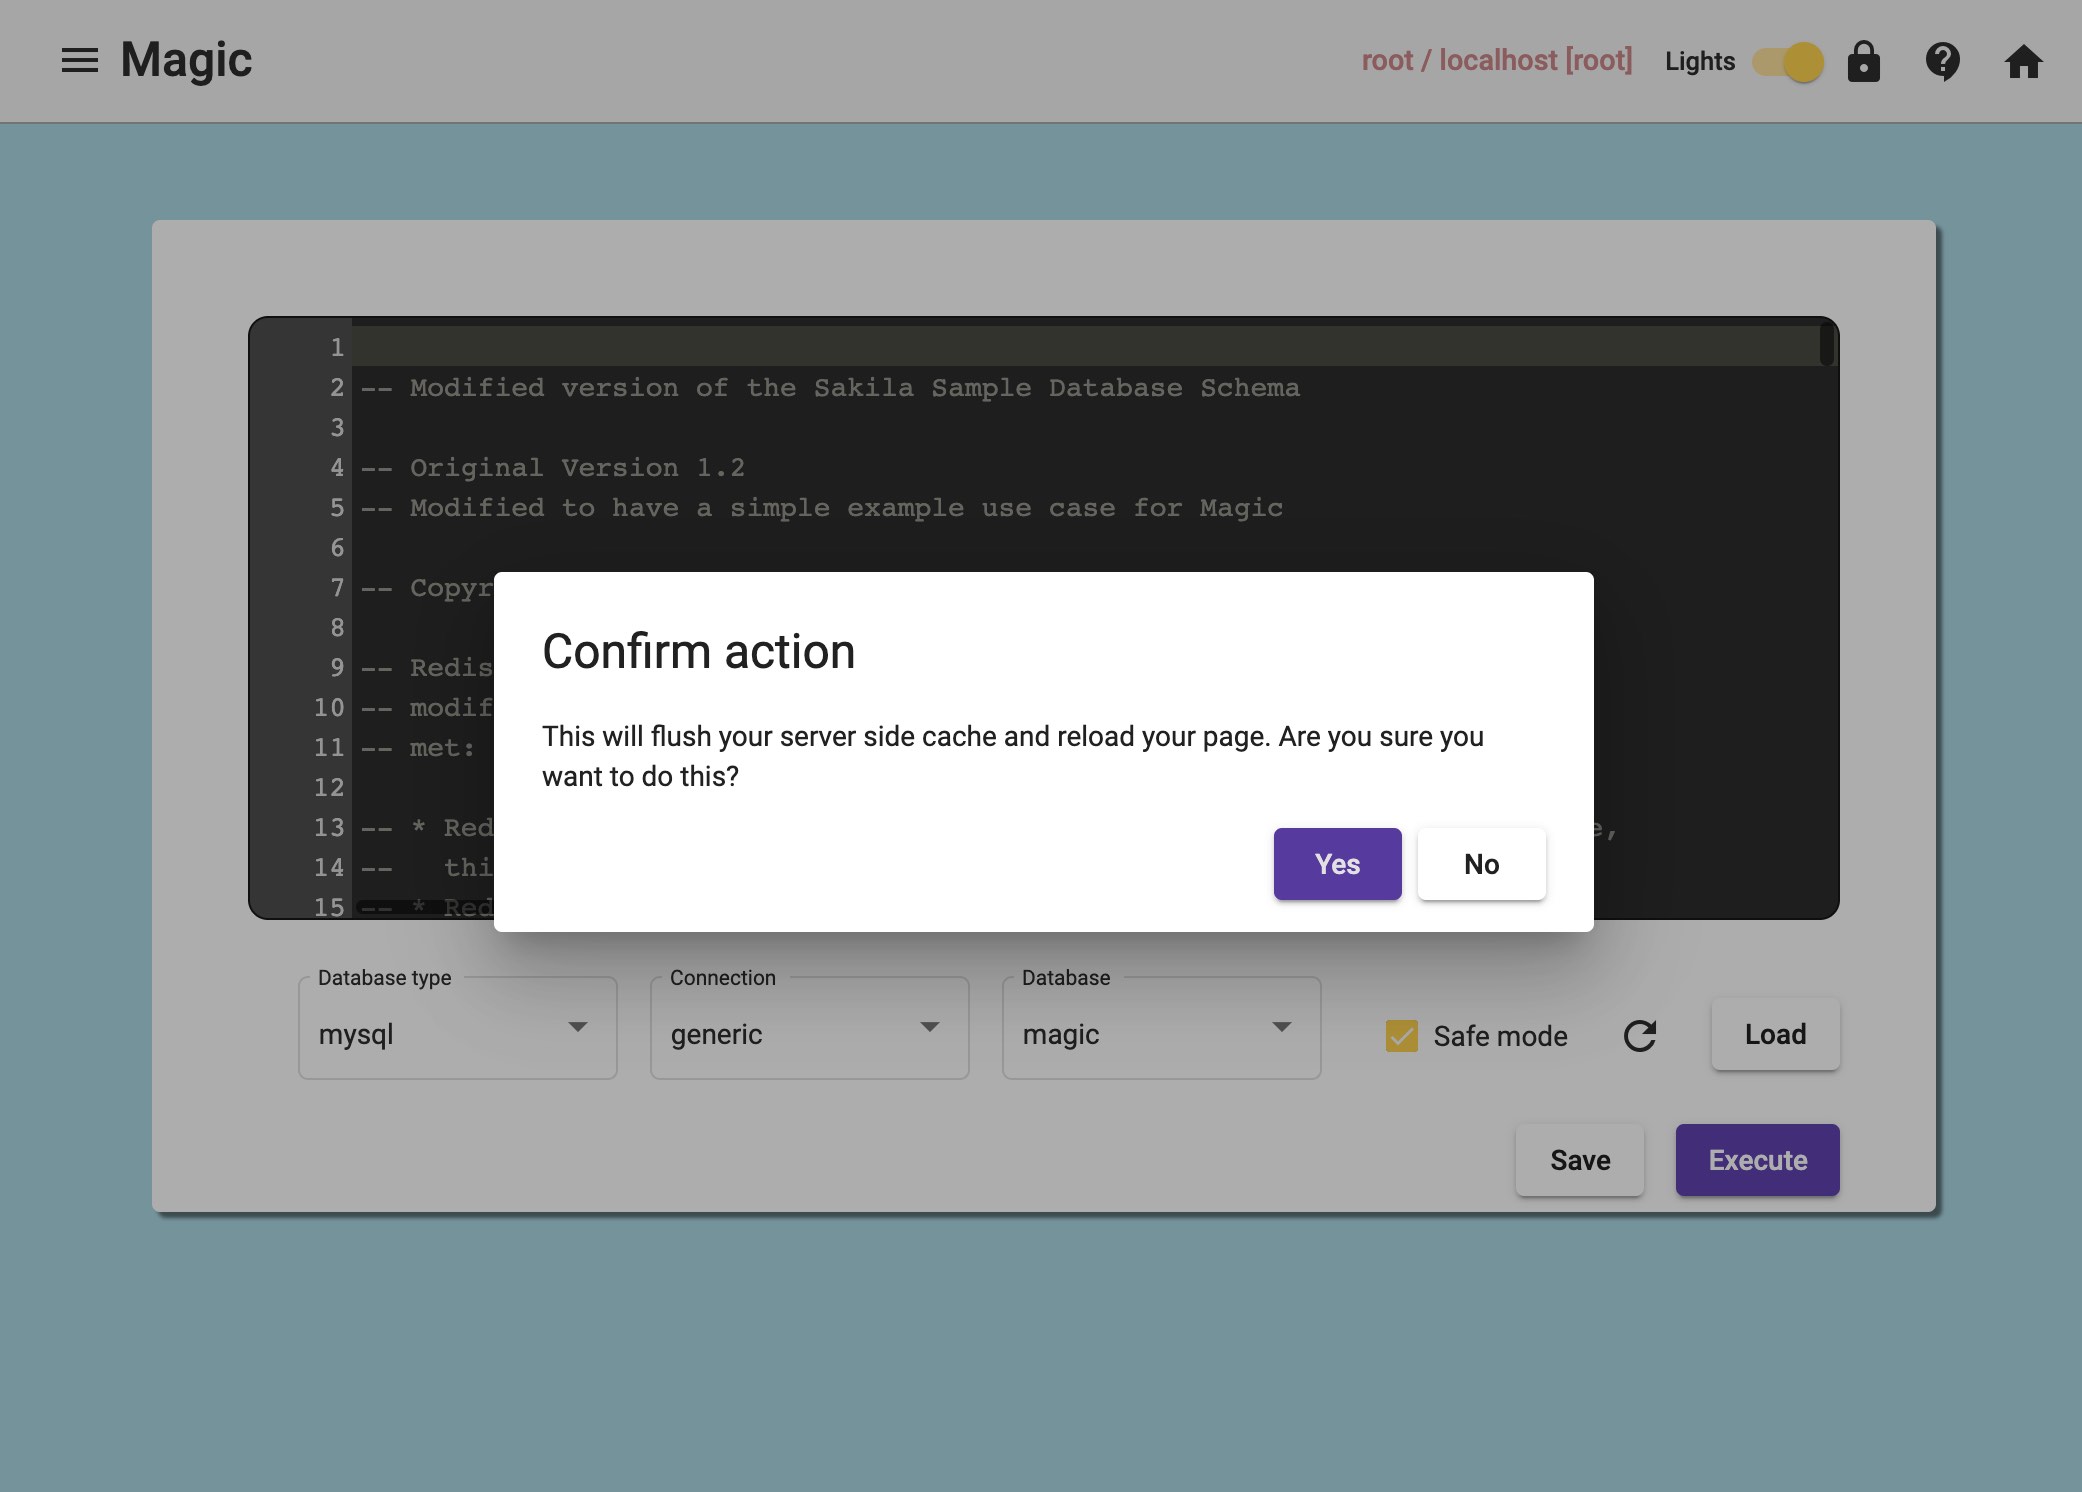 Magic
root / localhost [root]
Lights
1
2 -- Modified version of the Sakila Sample Database Schema
3
4 -- Original Version 1.2
5 -- Modified to have a simple example use case for Magic
6
7 -- Copyr
8
9 -- Redis
10 -- modif
11 -- met:
12
13 -- * Red e,
14 -- thi
15 -- * Red
Confirm action
This will flush your server side cache and reload your page. Are you sure you
want to do this?
Yes No
Database type Connection Database
mysql generic magic Safe mode Load
Save Execute